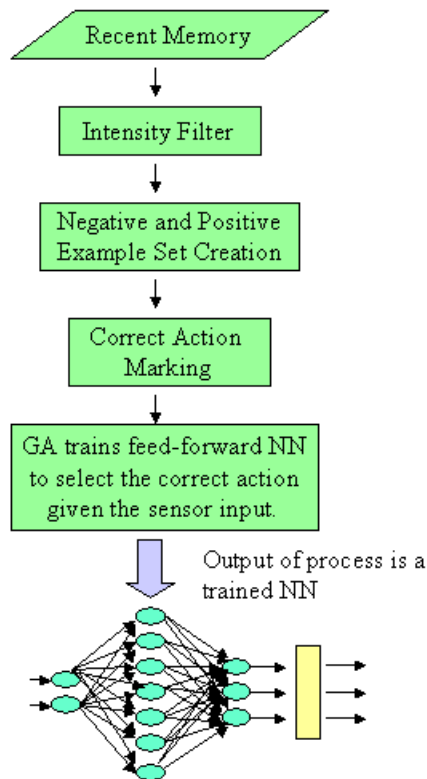 Recent Memory
Intensity Filter
Negative and Positive
Example Set Creation
Correct Action
Marking
GA trains feed-forward NN
to select the correct action
given the sensor input.
Output of process is a
trained NN